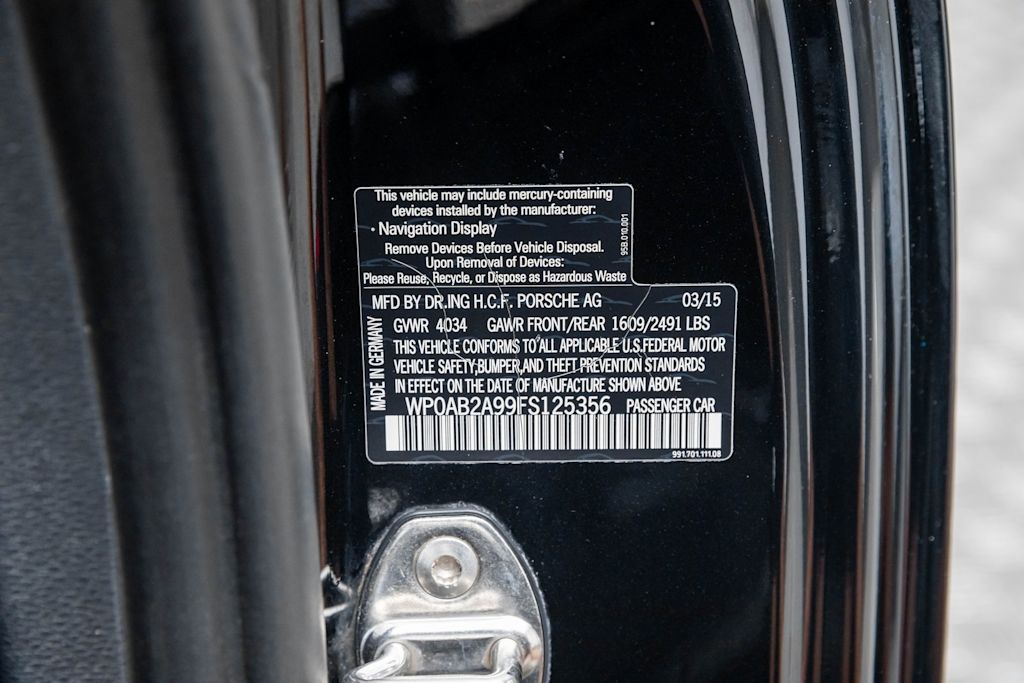 This vehicle may include mercury-containing
devices installed by the manufacturer:
· Navigation Display
Remove Devices Before Vehicle Disposal.
Upon Removal of Devices:
Please Reuse, Recycle, or Dispose as Hazardous Waste
95B.010.001
MFD BY DR.ING H.C.F. PORSCHE AG 03/15
GVWR 4034 GAWR FRONT/REAR 1609/2491 LBS
THIS VEHICLE CONFORMS TO ALL APPLICABLE U.S.FEDERAL MOTOR
VEHICLE SAFETY,BUMPER,AND THEFT PREVENTION STANDARDS
IN EFFECT ON THE DATE OF MANUFACTURE SHOWN ABOVE
MADE IN GERMANY
WP0AB2A99FS125356 PASSENGER CAR
991.701.111.08